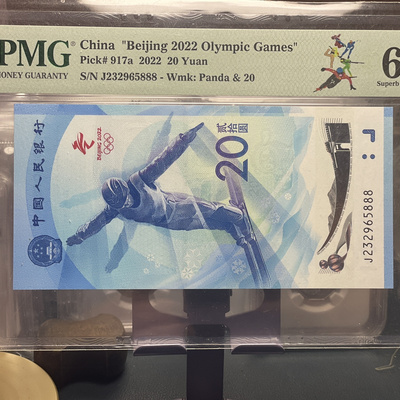 PMG
MONEY GUARANTY
China "Beijing 2022 Olympic Games"
Pick# 917a 2022 20 Yuan
S/N J232965888 - Wmk: Panda & 20
6
Superb
中国人民银行
Beijing 2022
贰拾圆
20
J232965888